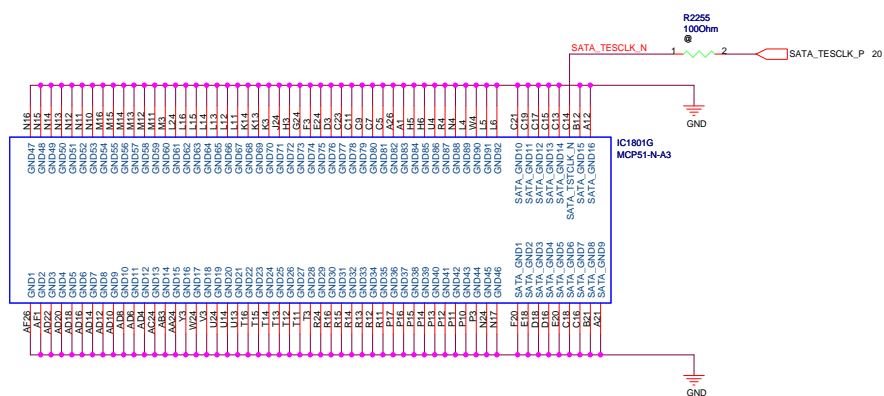 R2255
100Ohm
@
SATA_TESCLK_N
1
2
SATA_TESCLK_P 20
GND
N16
N15
N14
N13
N12
N11
N10
M16
M15
M14
M13
M12
M11
M3
L24
L16
L15
L14
L13
L12
L11
K14
K13
K3
J24
H3
G24
F3
E24
D3
C23
C11
C9
C7
C5
A26
A1
H5
H6
U4
R4
N4
L4
W4
L5
L6
C21
C19
C17
C15
C13
C14
B12
A12
IC1801G
MCP51-N-A3
GND47
GND48
GND49
GND50
GND51
GND52
GND53
GND54
GND55
GND56
GND57
GND58
GND59
GND60
GND61
GND62
GND63
GND64
GND65
GND66
GND67
GND68
GND69
GND70
GND71
GND72
GND73
GND74
GND75
GND76
GND77
GND78
GND79
GND80
GND81
GND82
GND83
GND84
GND85
GND86
GND87
GND88
GND89
GND90
GND91
GND92
SATA_GND10
SATA_GND11
SATA_GND12
SATA_GND13
SATA_GND14
SATA_TSTCLK_N
SATA_GND15
SATA_GND16
GND1
GND2
GND3
GND4
GND5
GND6
GND7
GND8
GND9
GND10
GND11
GND12
GND13
GND14
GND15
GND16
GND17
GND18
GND19
GND20
GND21
GND22
GND23
GND24
GND25
GND26
GND27
GND28
GND29
GND30
GND31
GND32
GND33
GND34
GND35
GND36
GND37
GND38
GND39
GND40
GND41
GND42
GND43
GND44
GND45
GND46
SATA_GND1
SATA_GND2
SATA_GND3
SATA_GND4
SATA_GND5
SATA_GND6
SATA_GND7
SATA_GND8
SATA_GND9
AF26
AF1
AD22
AD20
AD18
AD16
AD14
AD12
AD10
AD8
AD6
AD4
AC24
AB3
AA24
Y3
W24
V3
U24
U14
U13
T16
T15
T14
T13
T12
T11
T3
R24
R16
R15
R14
R13
R12
R11
P17
P16
P15
P14
P13
P12
P11
P10
P3
N24
N17
F20
E18
D18
D16
E20
C18
C16
B21
A21
GND